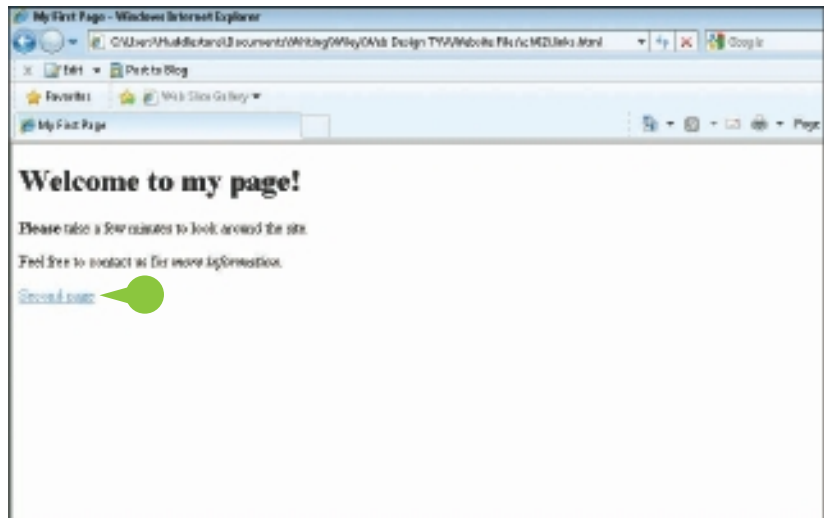 My First Page - Windows Internet Explorer
Google
Edit Post to Blog
Favorites Web Slice Gallery
My First Page
Page
Welcome to my page!
Please take a few minutes to look around the site.
Feel free to contact us for more information.
Second page